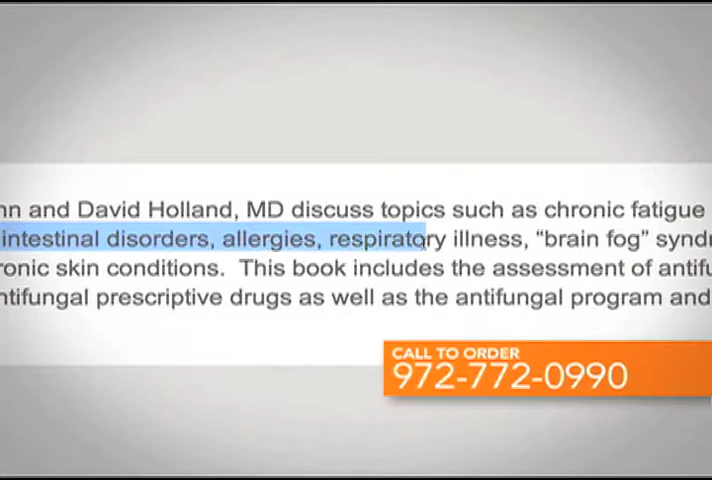 nn and David Holland, MD discuss topics such as chronic fatigue
intestinal disorders, allergies, respiratory illness, “brain fog” synd
ronic skin conditions. This book includes the assessment of antifu
ntifungal prescriptive drugs as well as the antifungal program and
CALL TO ORDER
972-772-0990